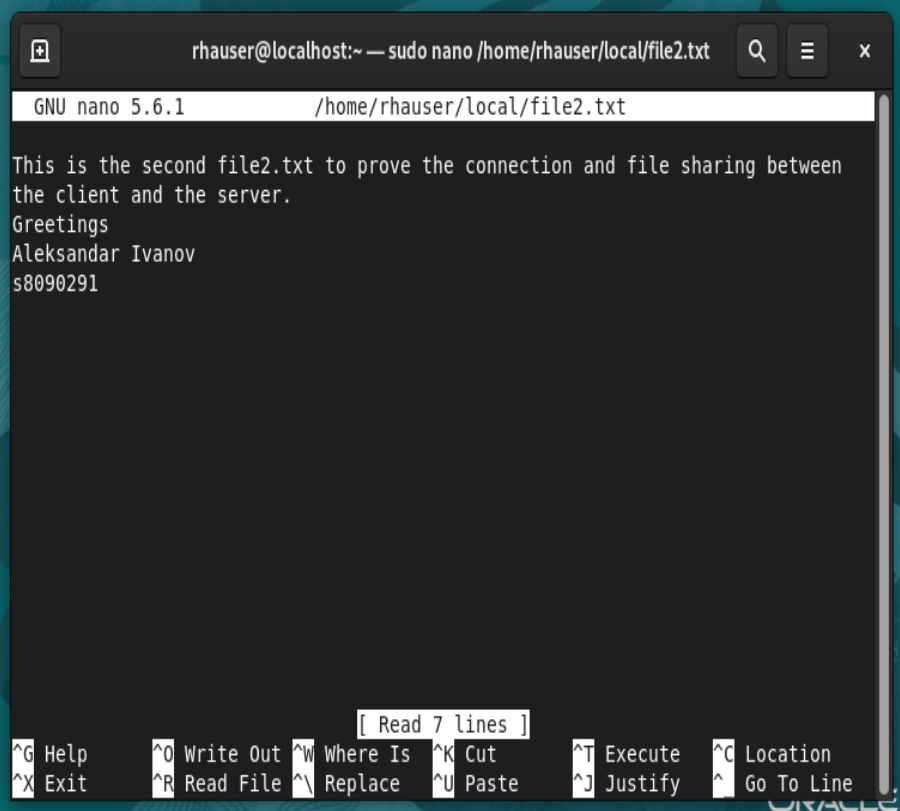 rhauser@localhost:~ — sudo nano /home/rhauser/local/file2.txt
GNU nano 5.6.1 /home/rhauser/local/file2.txt
This is the second file2.txt to prove the connection and file sharing between
the client and the server.
Greetings
Aleksandar Ivanov
s8090291
[ Read 7 lines ]
^G Help ^O Write Out ^W Where Is ^K Cut ^T Execute ^C Location
^X Exit ^R Read File ^\ Replace ^U Paste ^J Justify ^_ Go To Line
ORACLE